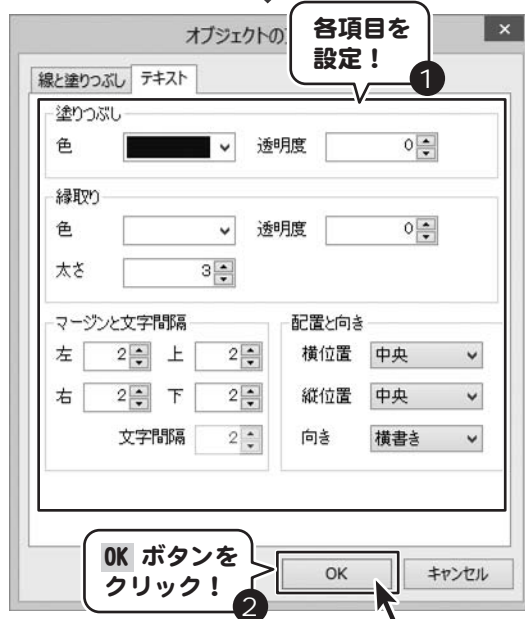 オブジェクトの
×
各項目を
設定！
1
線と塗りつぶし テキスト
塗りつぶし
色 透明度 0
縁取り
色 透明度 0
太さ 3
マージンと文字間隔 配置と向き
左 2 上 2 横位置 中央
右 2 下 2 縦位置 中央
文字間隔 2 向き 横書き
OK ボタンを
クリック！
2
OK キャンセル